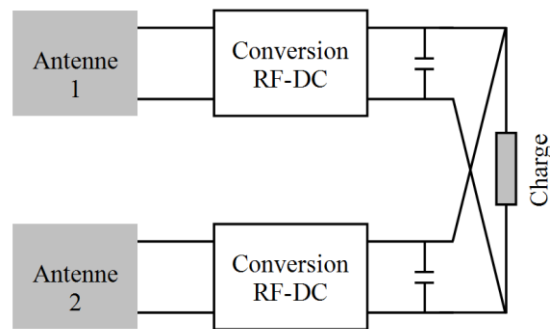 Antenne
1
Conversion
RF-DC
Charge
Antenne
2
Conversion
RF-DC